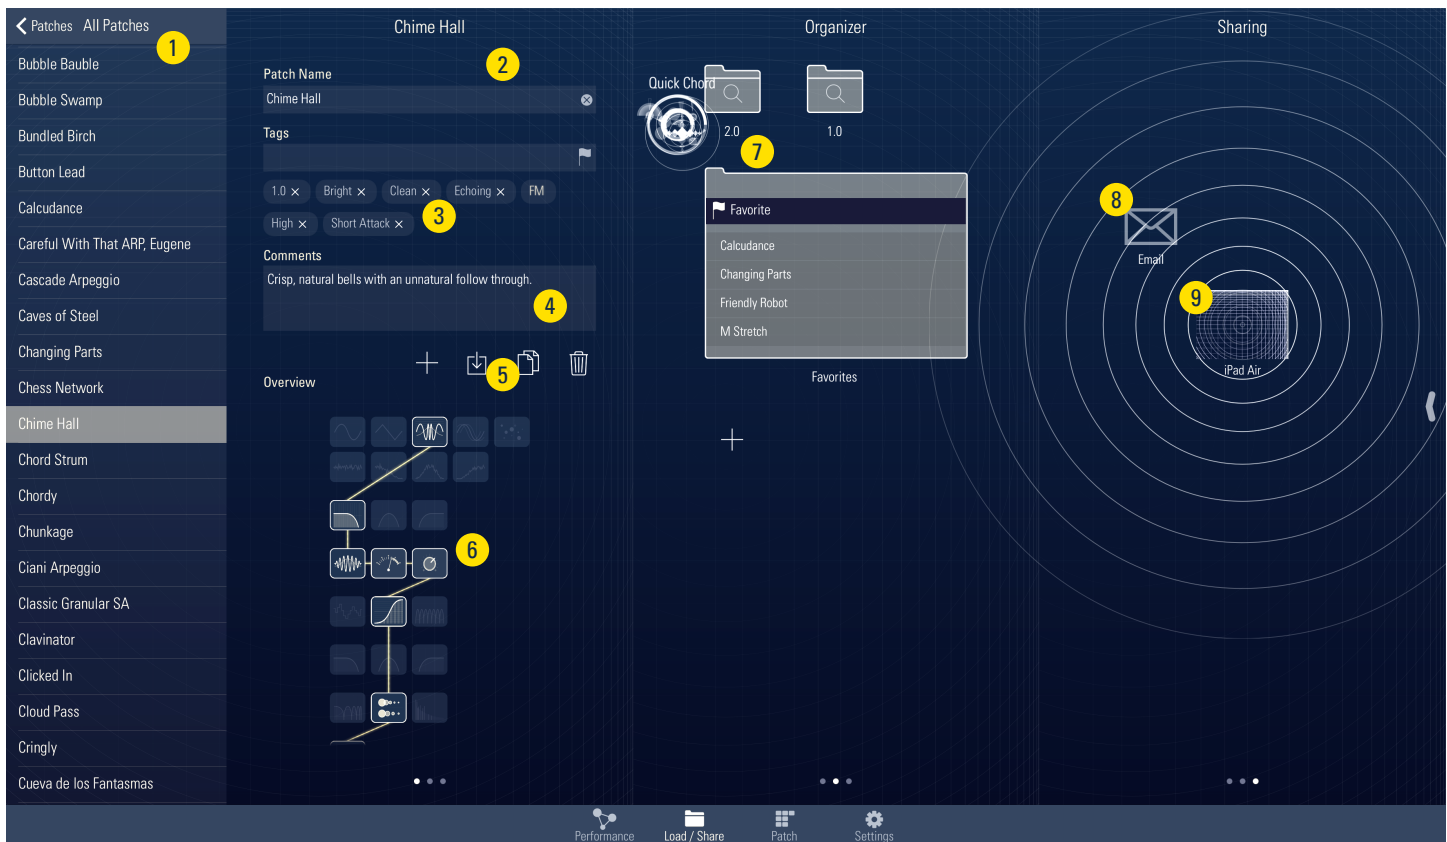 Patches All Patches
1
Bubble Bauble
Bubble Swamp
Bundled Birch
Button Lead
Calcudance
Careful With That ARP, Eugene
Cascade Arpeggio
Caves of Steel
Changing Parts
Chess Network
Chime Hall
Chord Strum
Chordy
Chunkage
Ciani Arpeggio
Classic Granular SA
Clavinator
Clicked In
Cloud Pass
Cringly
Cueva de los Fantasmas
Chime Hall
2
Patch Name
Chime Hall
Tags
1.0 Bright Clean Echoing FM
High Short Attack
3
Comments
Crisp, natural bells with an unnatural follow through.
4
5
Overview
6
Organizer
Quick Chord
2.0 1.0
7
Favorite
Calcudance
Changing Parts
Friendly Robot
M Stretch
Favorites
Sharing
8
Email
9
iPad Air
Performance Load / Share Patch Settings